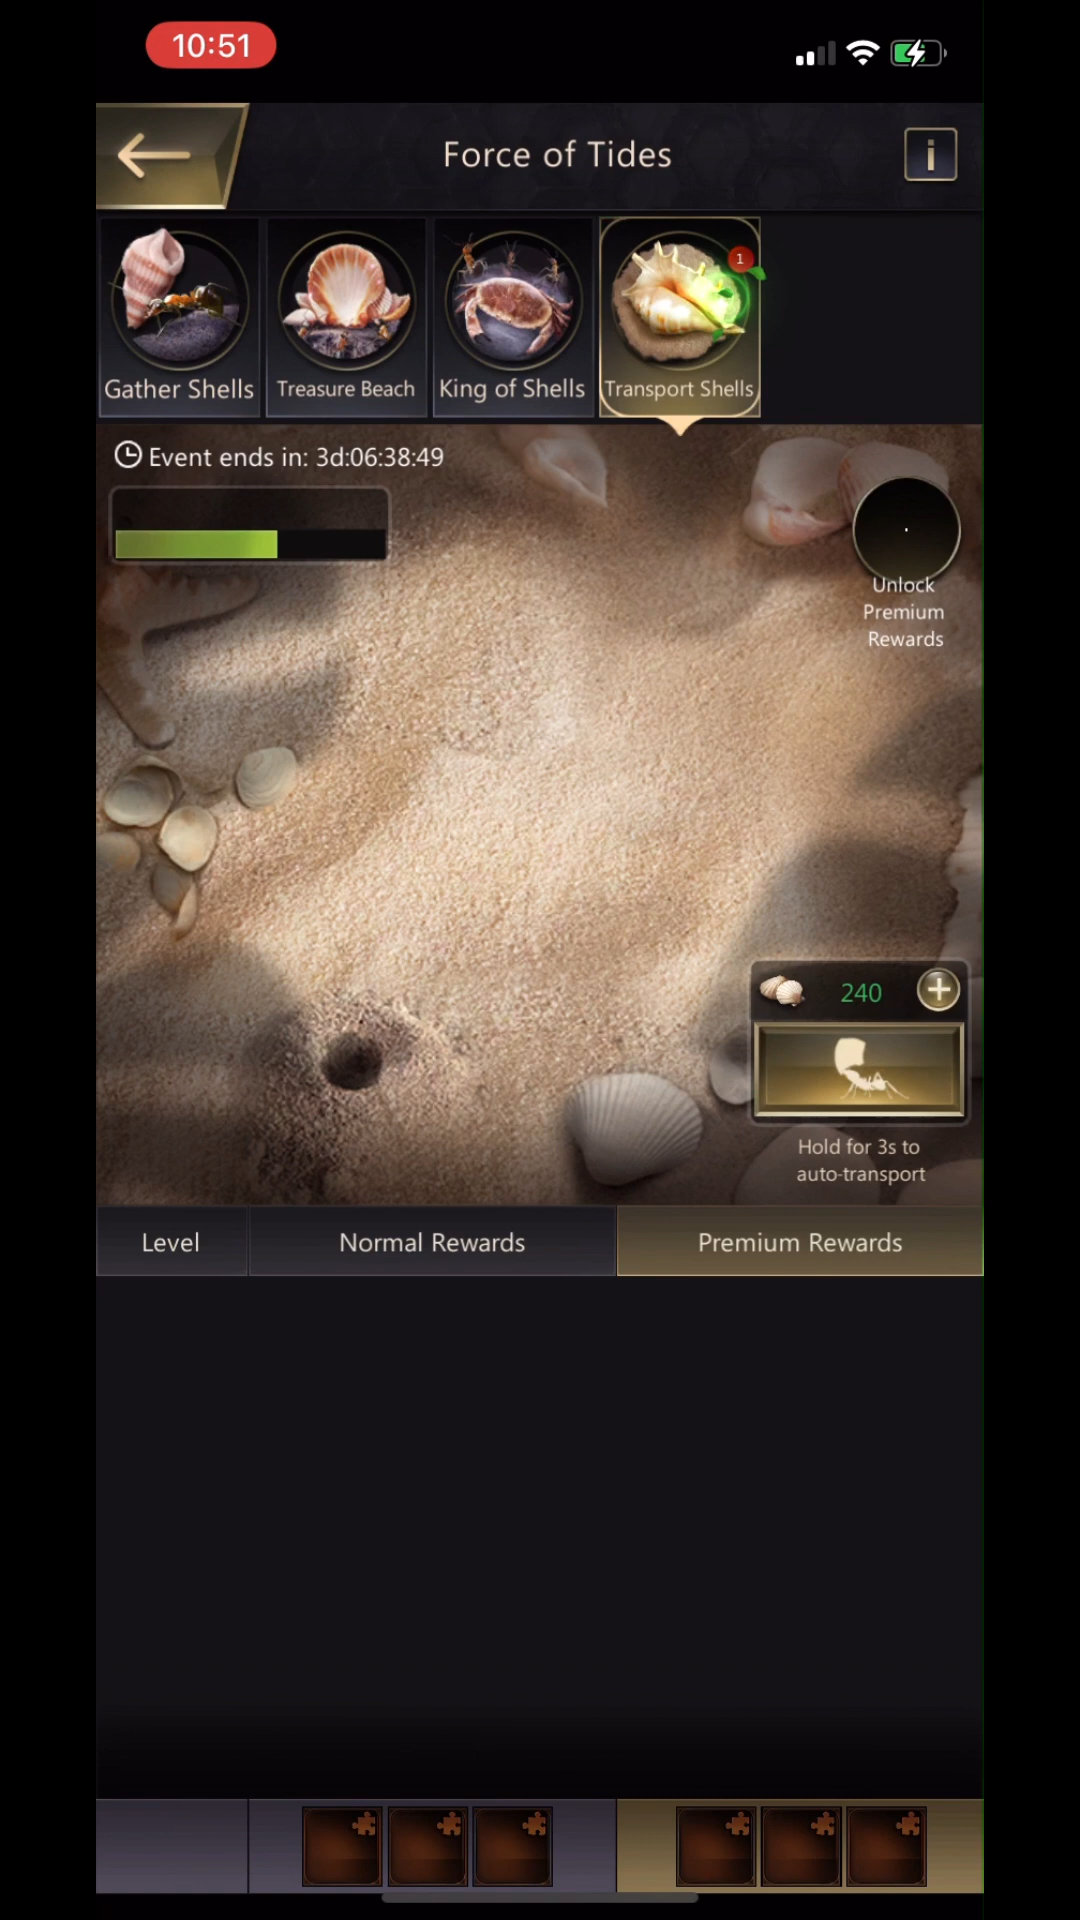 10:51
Force of Tides
i
1
Gather Shells
Treasure Beach
King of Shells
Transport Shells
Event ends in: 3d:06:38:49
Unlock
Premium
Rewards
240
Hold for 3s to
auto-transport
Level
Normal Rewards
Premium Rewards